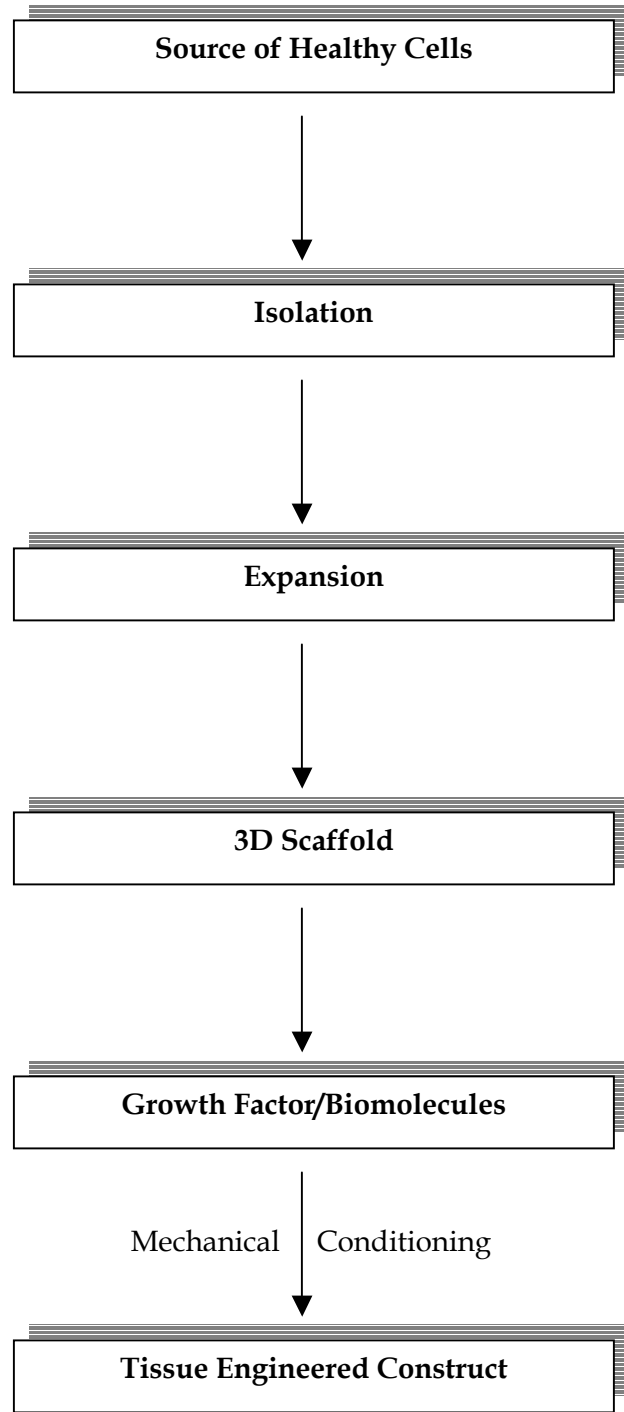 Source of Healthy Cells
Isolation
Expansion
3D Scaffold
Growth Factor/Biomolecules
Mechanical Conditioning
Tissue Engineered Construct